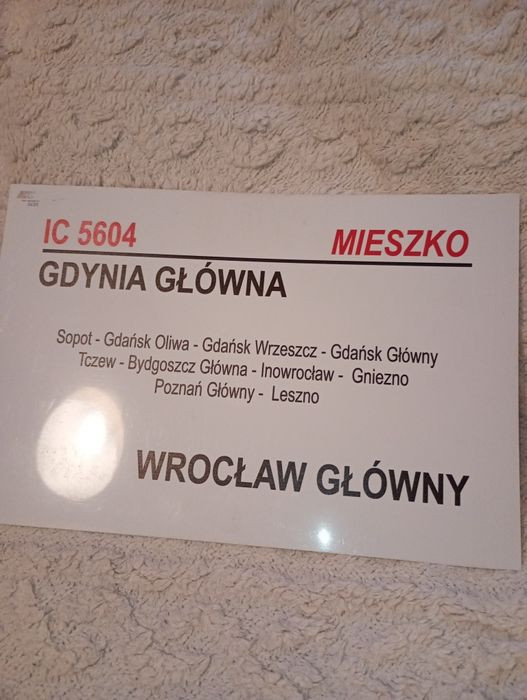 IC 5604 MIESZKO
GDYNIA GŁÓWNA
Sopot - Gdańsk Oliwa - Gdańsk Wrzeszcz - Gdańsk Główny
Tczew - Bydgoszcz Główna - Inowrocław - Gniezno
Poznań Główny - Leszno
WROCŁAW GŁÓWNY